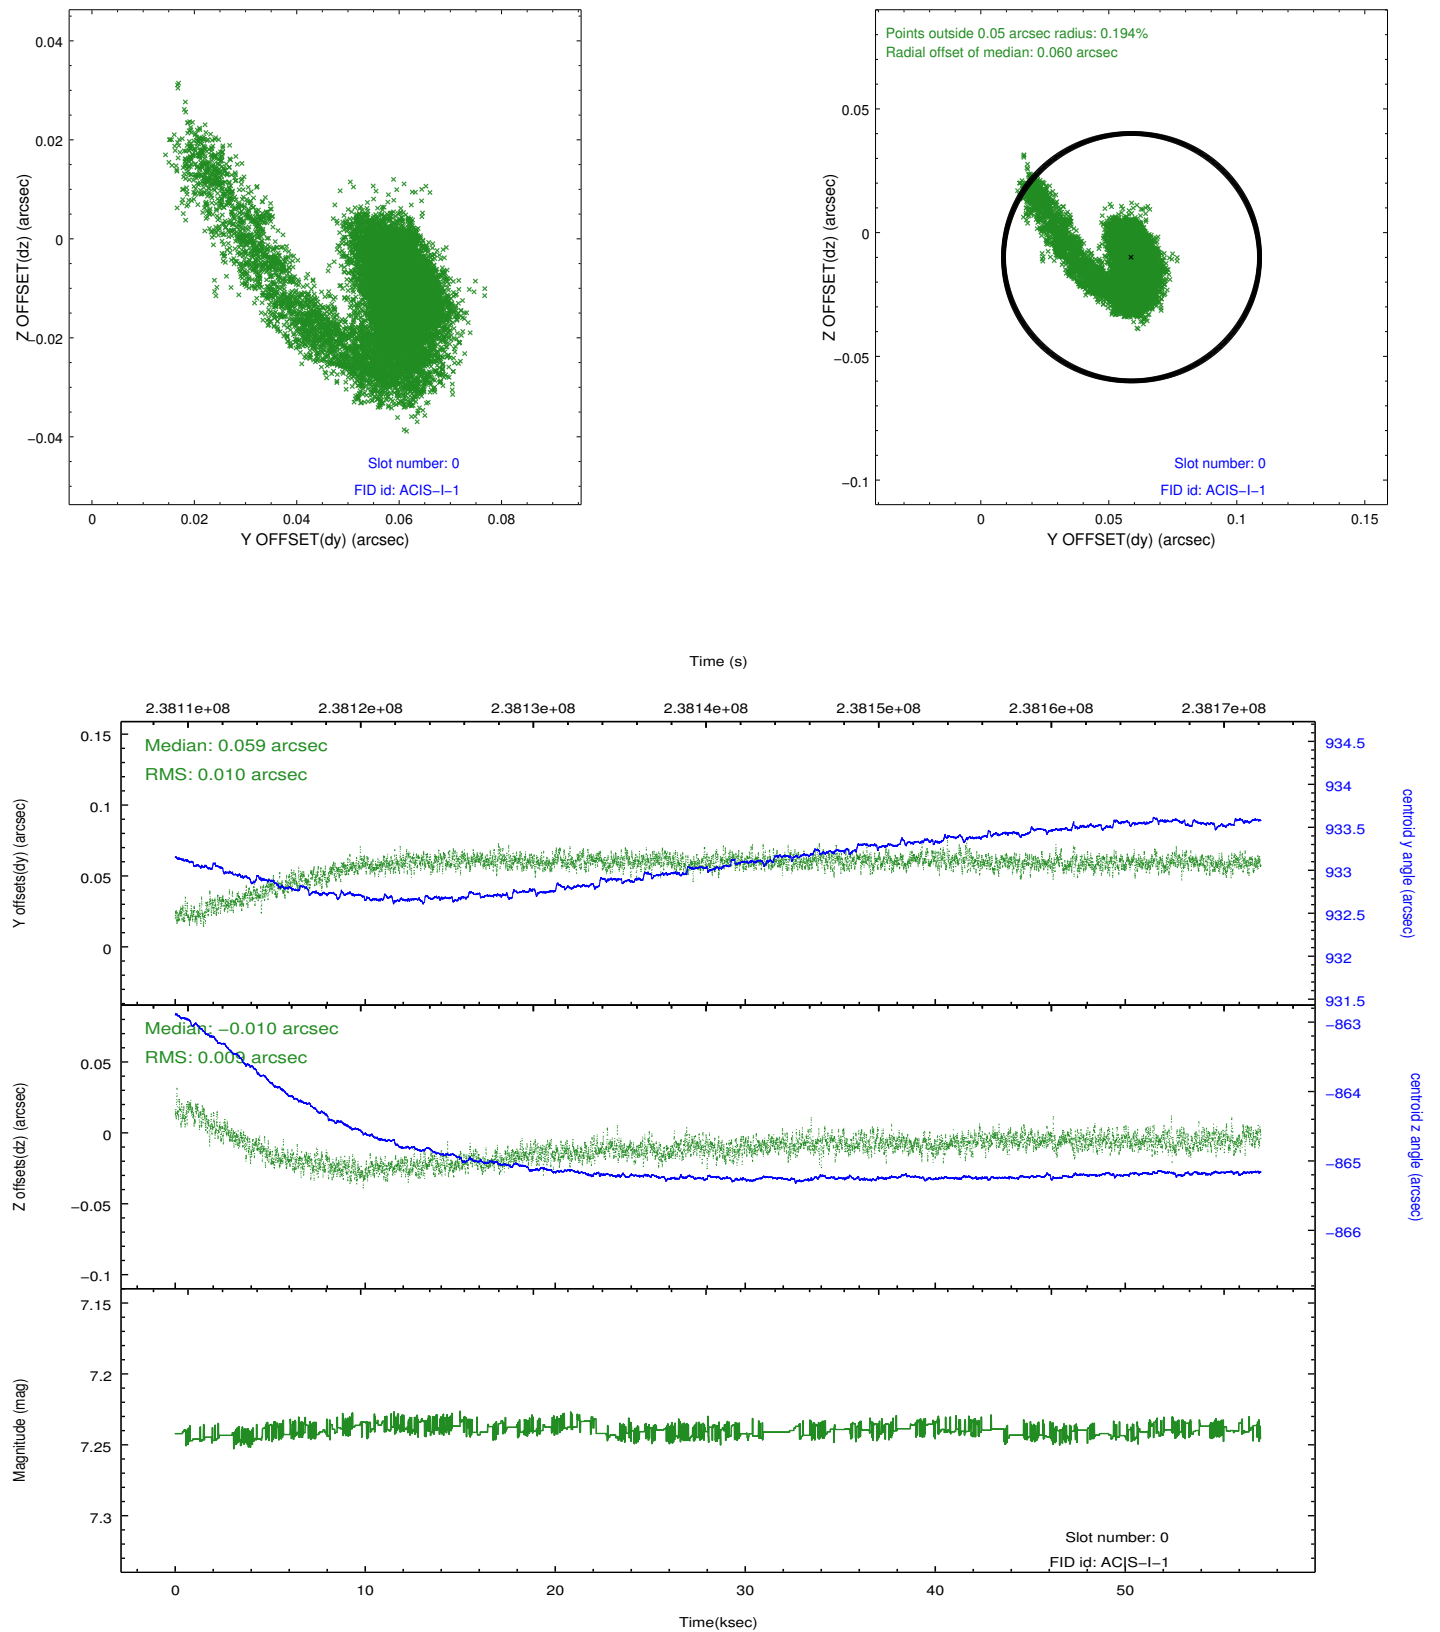 0.04
0.02
0
−0.02
−0.04
Z OFFSET(dz) (arcsec)
Slot number: 0
FID id: ACIS−I−1
0 0.02 0.04 0.06 0.08
Y OFFSET(dy) (arcsec)
Points outside 0.05 arcsec radius: 0.194%
Radial offset of median: 0.060 arcsec
0.05
0
−0.05
−0.1
Z OFFSET(dz) (arcsec)
Slot number: 0
FID id: ACIS−I−1
0 0.05 0.1 0.15
Y OFFSET(dy) (arcsec)
Time (s)
2.3811e+08 2.3812e+08 2.3813e+08 2.3814e+08 2.3815e+08 2.3816e+08 2.3817e+08
Median: 0.059 arcsec
RMS: 0.010 arcsec
0.15
0.1
0.05
0
Y offsets(dy) (arcsec)
934.5
934
933.5
933
932.5
932
931.5
centroid y angle (arcsec)
Median: −0.010 arcsec
RMS: 0.009 arcsec
0.05
0
−0.05
−0.1
Z offsets(dz) (arcsec)
−863
−864
−865
−866
centroid z angle (arcsec)
7.15
7.2
7.25
7.3
Magnitude (mag)
Slot number: 0
FID id: ACIS−I−1
0 10 20 30 40 50
Time(ksec)